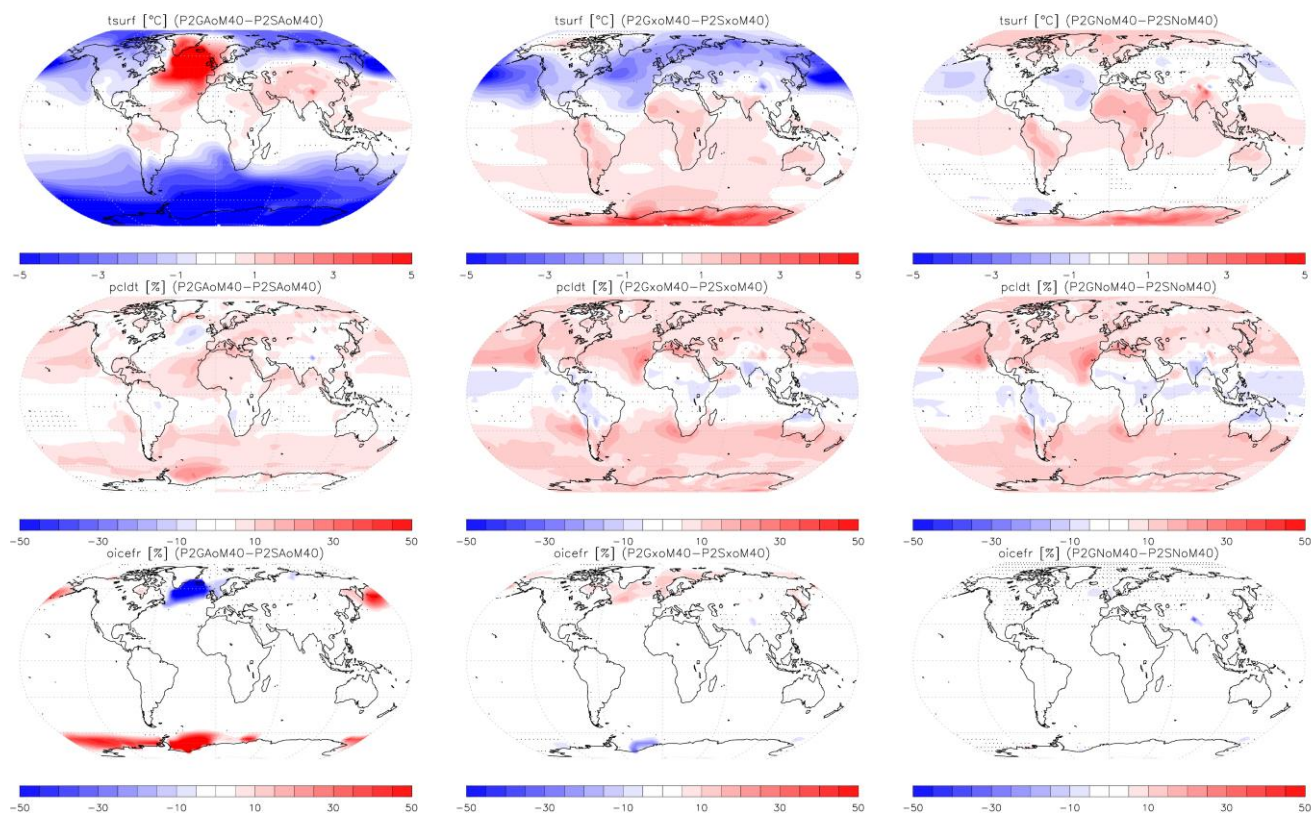 tsurf [°C] (P2GAoM40−P2SAoM40)
tsurf [°C] (P2GxoM40−P2SxoM40)
tsurf [°C] (P2GNoM40−P2SNoM40)
−5 −3 −1 1 3 5
−5 −3 −1 1 3 5
−5 −3 −1 1 3 5
pcldt [%] (P2GAoM40−P2SAoM40)
pcldt [%] (P2GxoM40−P2SxoM40)
pcldt [%] (P2GNoM40−P2SNoM40)
−50 −30 −10 10 30 50
−50 −30 −10 10 30 50
−50 −30 −10 10 30 50
oicefr [%] (P2GAoM40−P2SAoM40)
oicefr [%] (P2GxoM40−P2SxoM40)
oicefr [%] (P2GNoM40−P2SNoM40)
−50 −30 −10 10 30 50
−50 −30 −10 10 30 50
−50 −30 −10 10 30 50